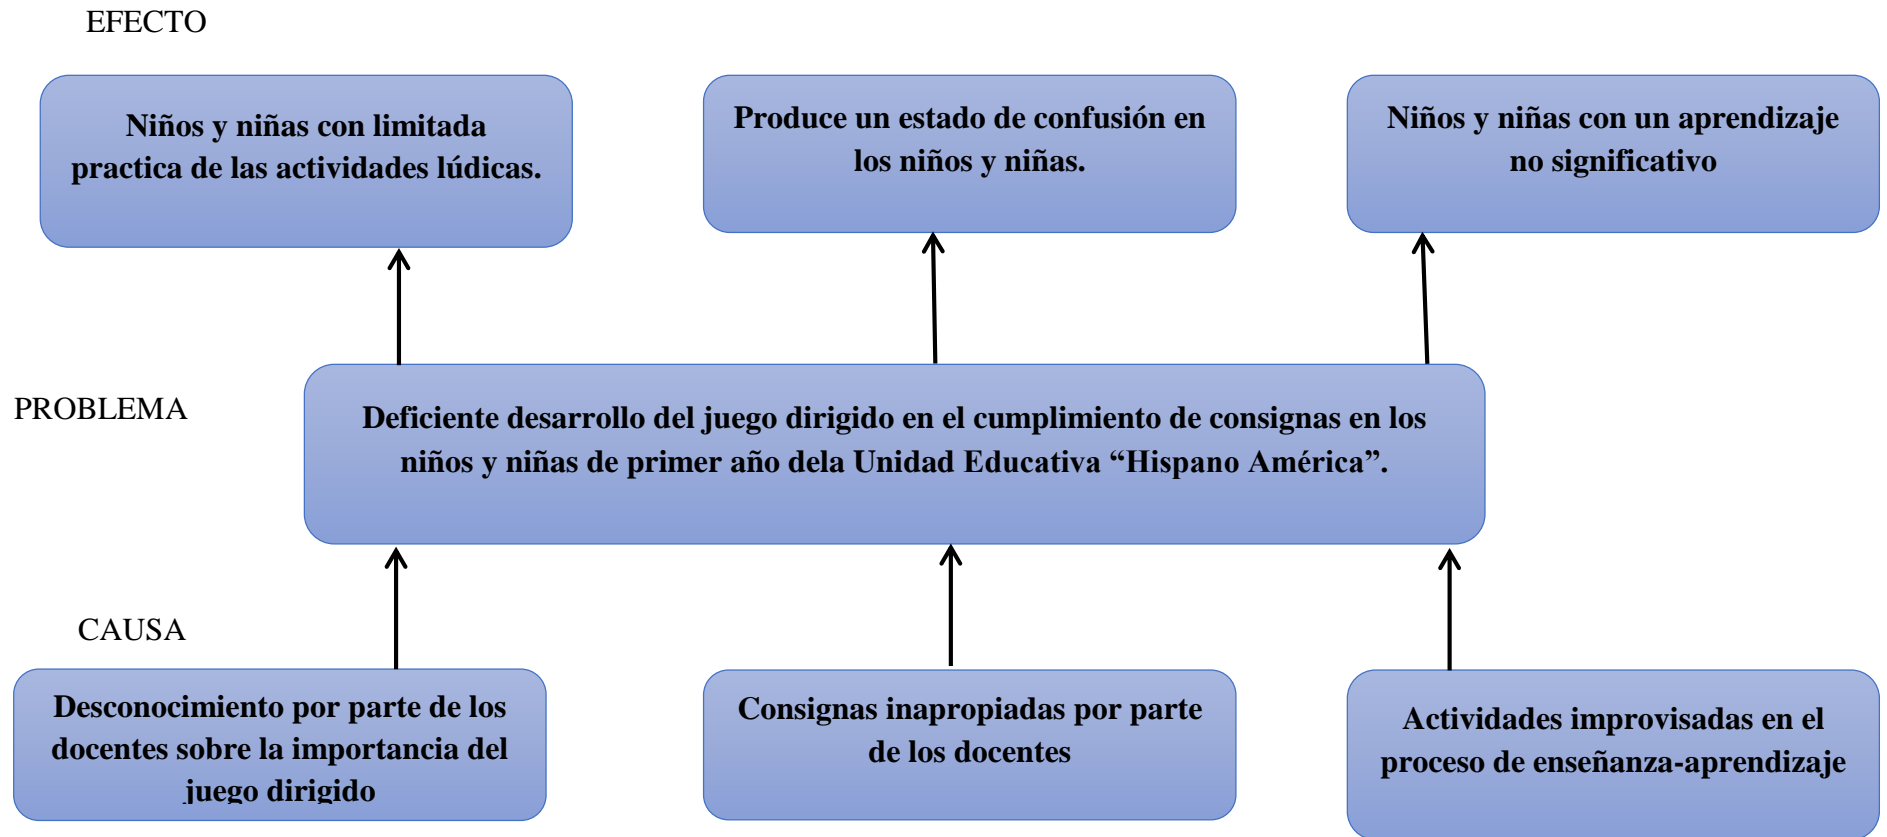 EFECTO
Niños y niñas con limitada
practica de las actividades lúdicas.
Produce un estado de confusión en
los niños y niñas.
Niños y niñas con un aprendizaje
no significativo
PROBLEMA
Deficiente desarrollo del juego dirigido en el cumplimiento de consignas en los
niños y niñas de primer año dela Unidad Educativa “Hispano América”.
CAUSA
Desconocimiento por parte de los
docentes sobre la importancia del
juego dirigido
Consignas inapropiadas por parte
de los docentes
Actividades improvisadas en el
proceso de enseñanza-aprendizaje